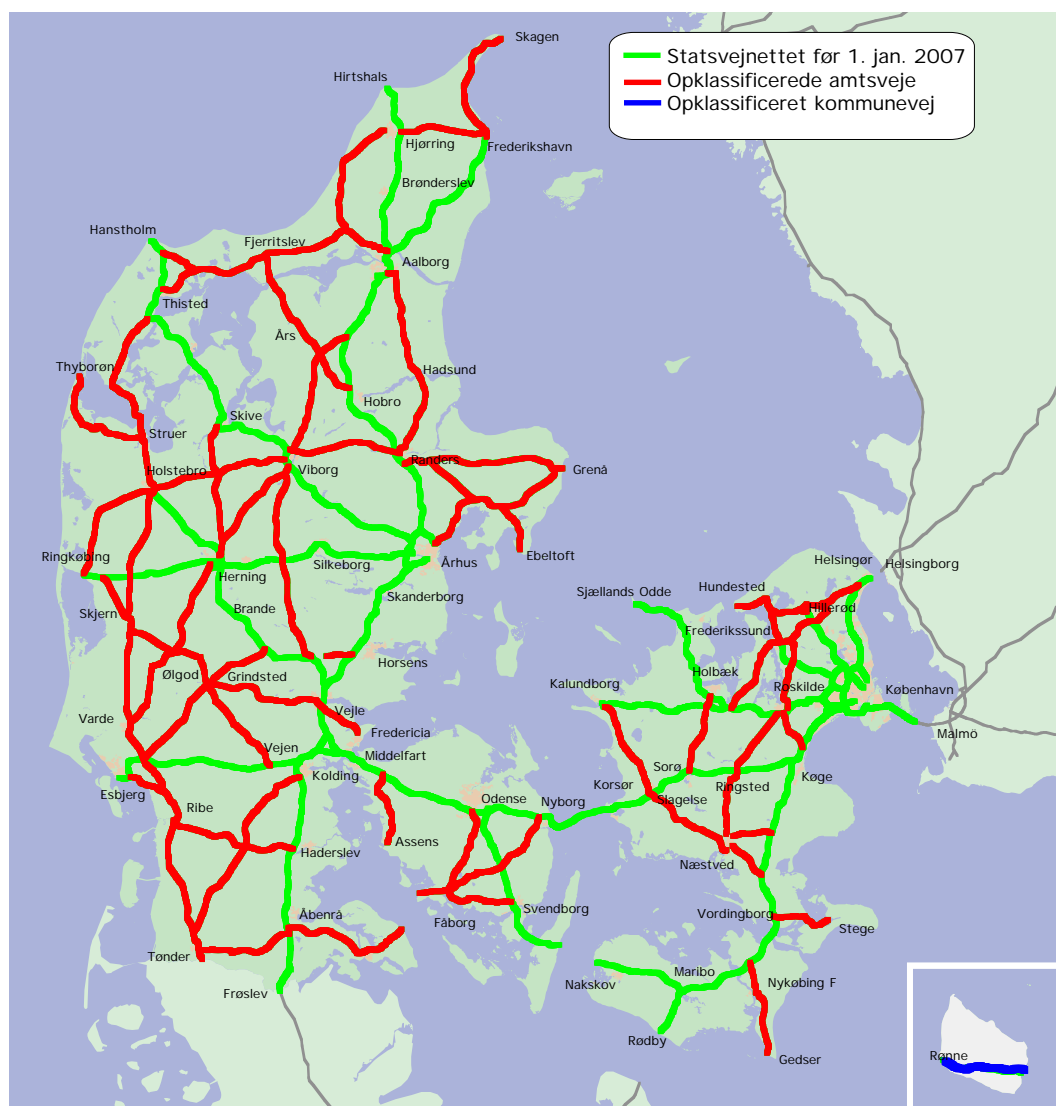 Skagen
Statsvejnettet før 1. jan. 2007
Opklassificerede amtsveje
Opklassificeret kommunevej
Hirtshals
Hjørring
Frederikshavn
Brønderslev
Hanstholm
Fjerritslev
Aalborg
Thisted
Års
Thyborøn
Hadsund
Hobro
Skive
Struer
Holstebro
Viborg
Randers
Grenå
Ringkøbing
Herning
Silkeborg
Århus
Ebeltoft
Helsingør
Helsingborg
Skjern
Brande
Skanderborg
Sjællands Odde
Hundested
Hillerød
Frederikssund
Ølgod
Grindsted
Horsens
Holbæk
Kalundborg
Roskilde
København
Varde
Vejle
Fredericia
Malmö
Vejen
Middelfart
Esbjerg
Kolding
Korsør
Sorø
Slagelse
Ringsted
Køge
Ribe
Odense
Nyborg
Haderslev
Assens
Næstved
Åbenrå
Fåborg
Svendborg
Vordingborg
Stege
Tønder
Frøslev
Nakskov
Maribo
Nykøbing F
Rødby
Gedser
Rønne